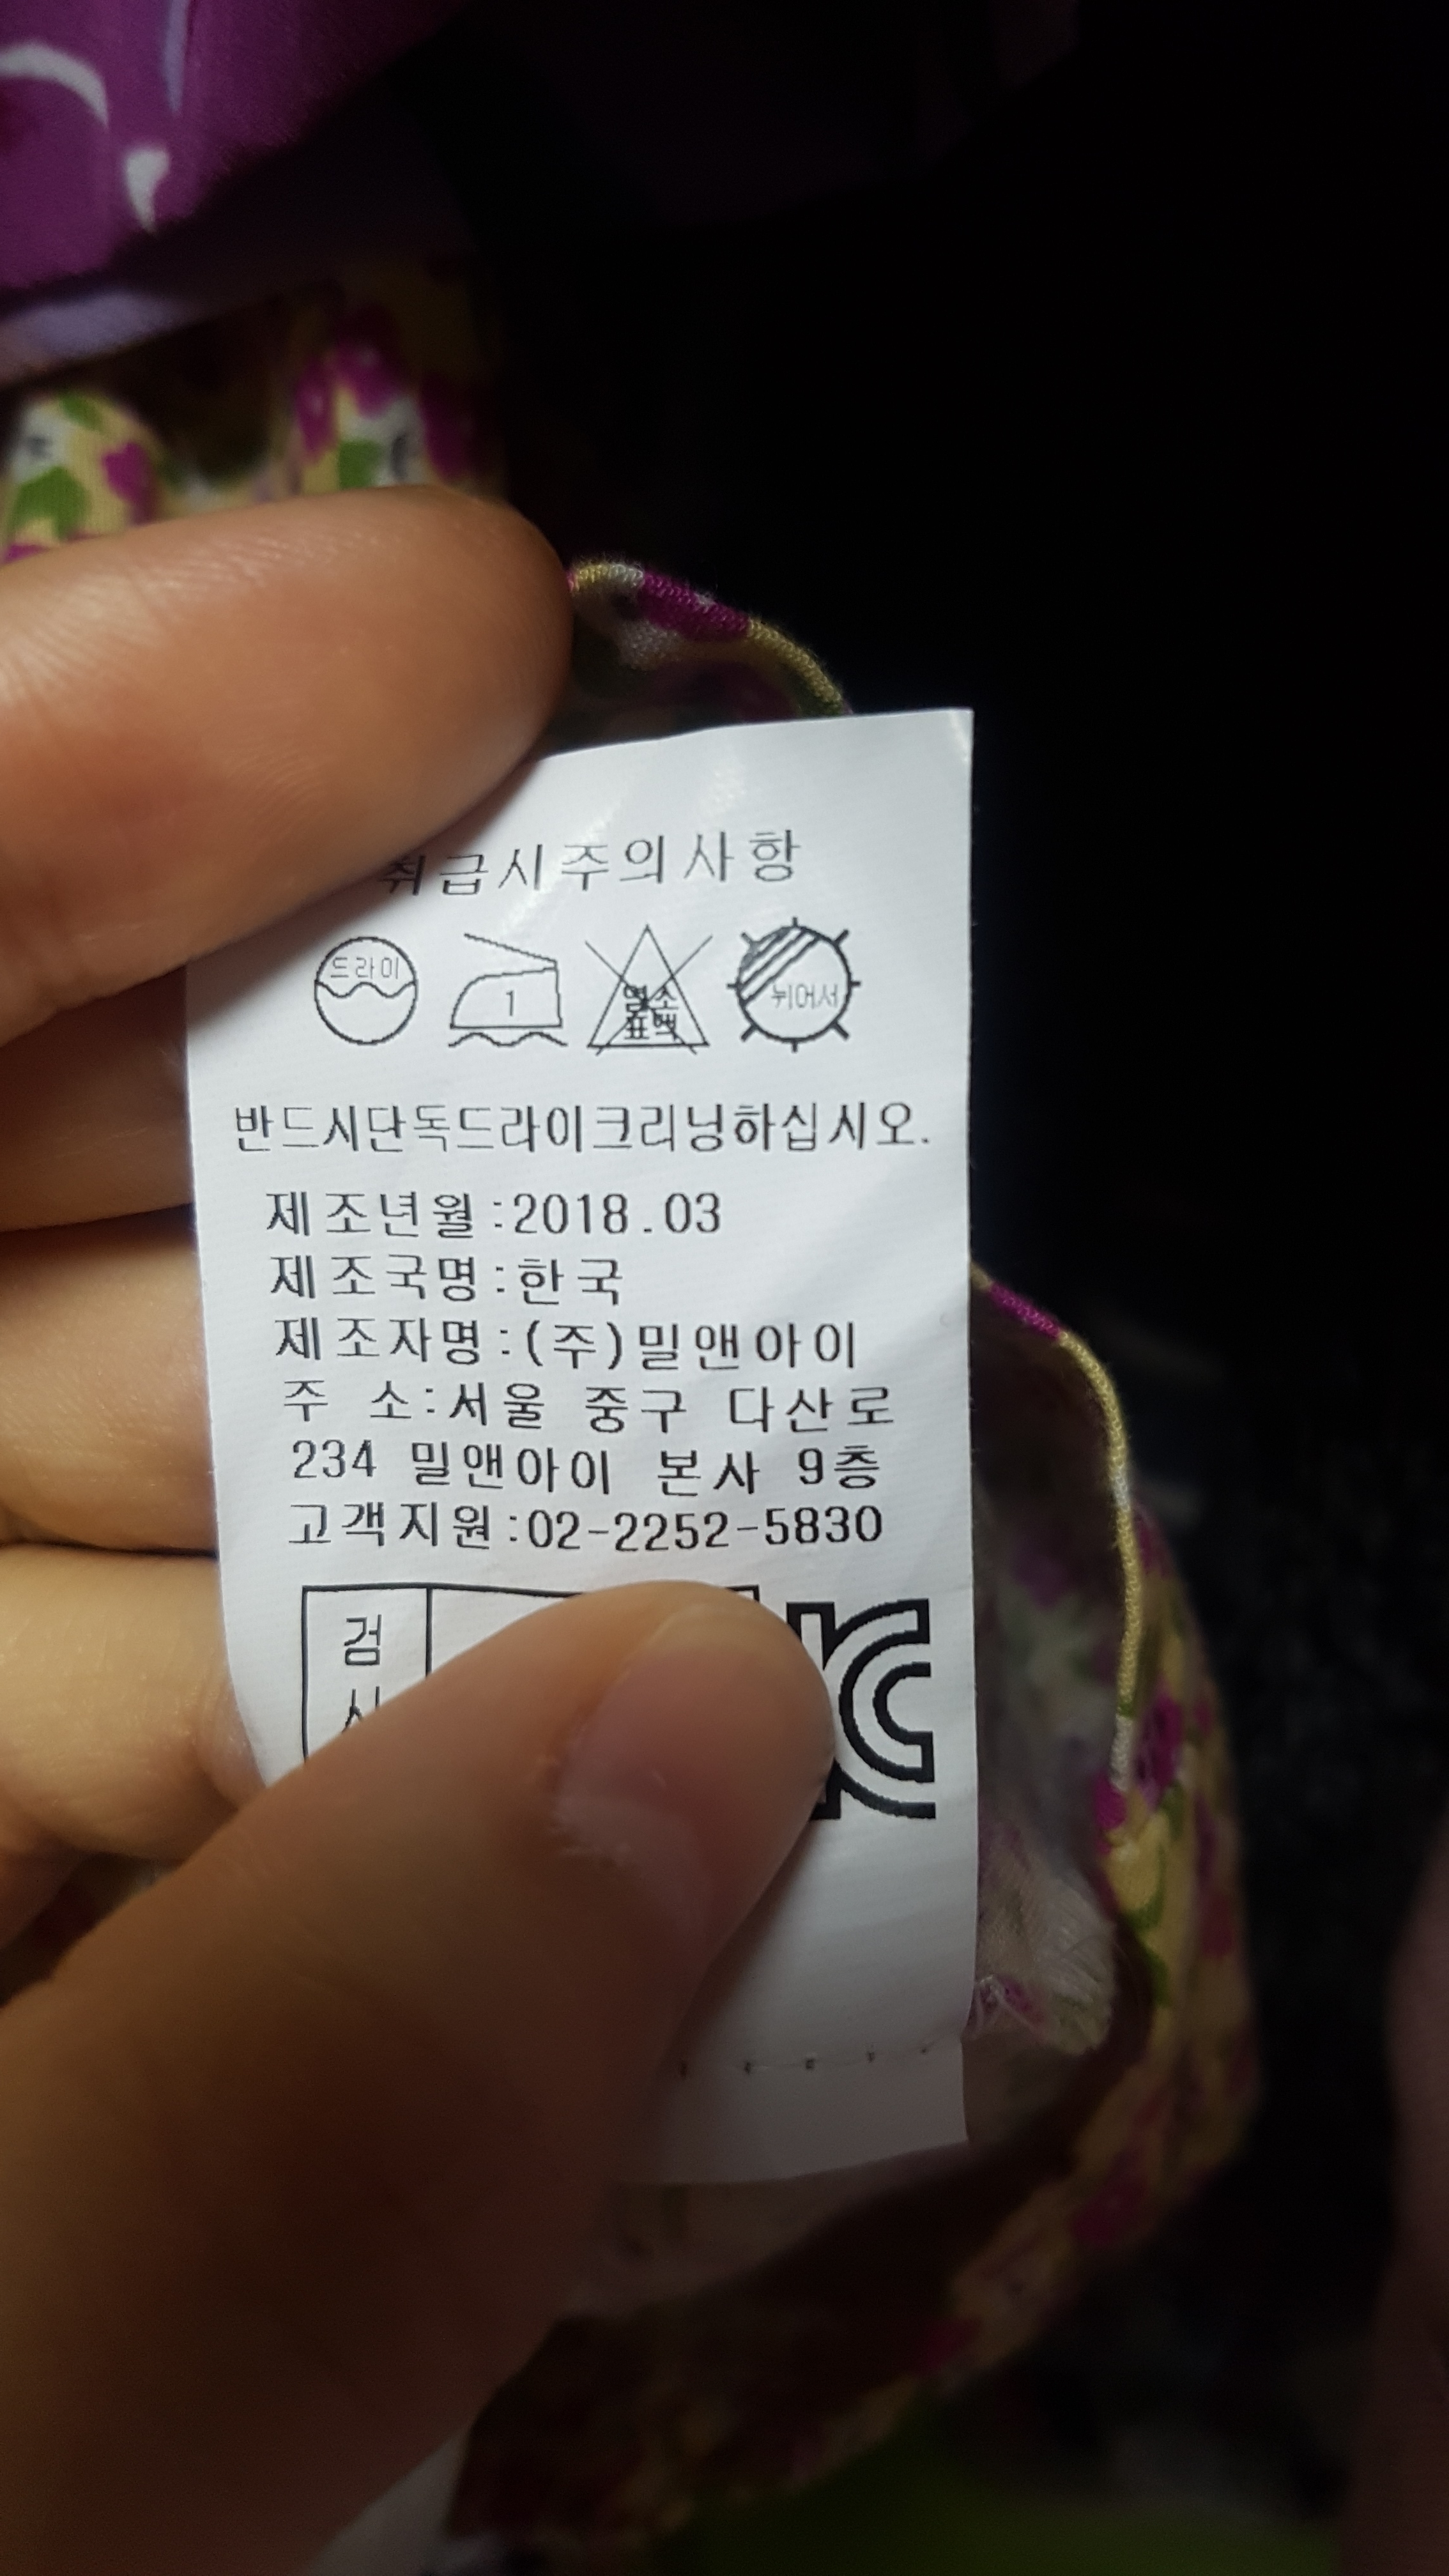 취급시주의사항
드라이 1 염소표백 뉘어서
반드시단독드라이크리닝하십시오.
제조년월:2018.03
제조국명:한국
제조자명:(주)밀앤아이
주 소:서울 중구 다산로
234 밀앤아이 본사 9층
고객지원:02-2252-5830
검
KC